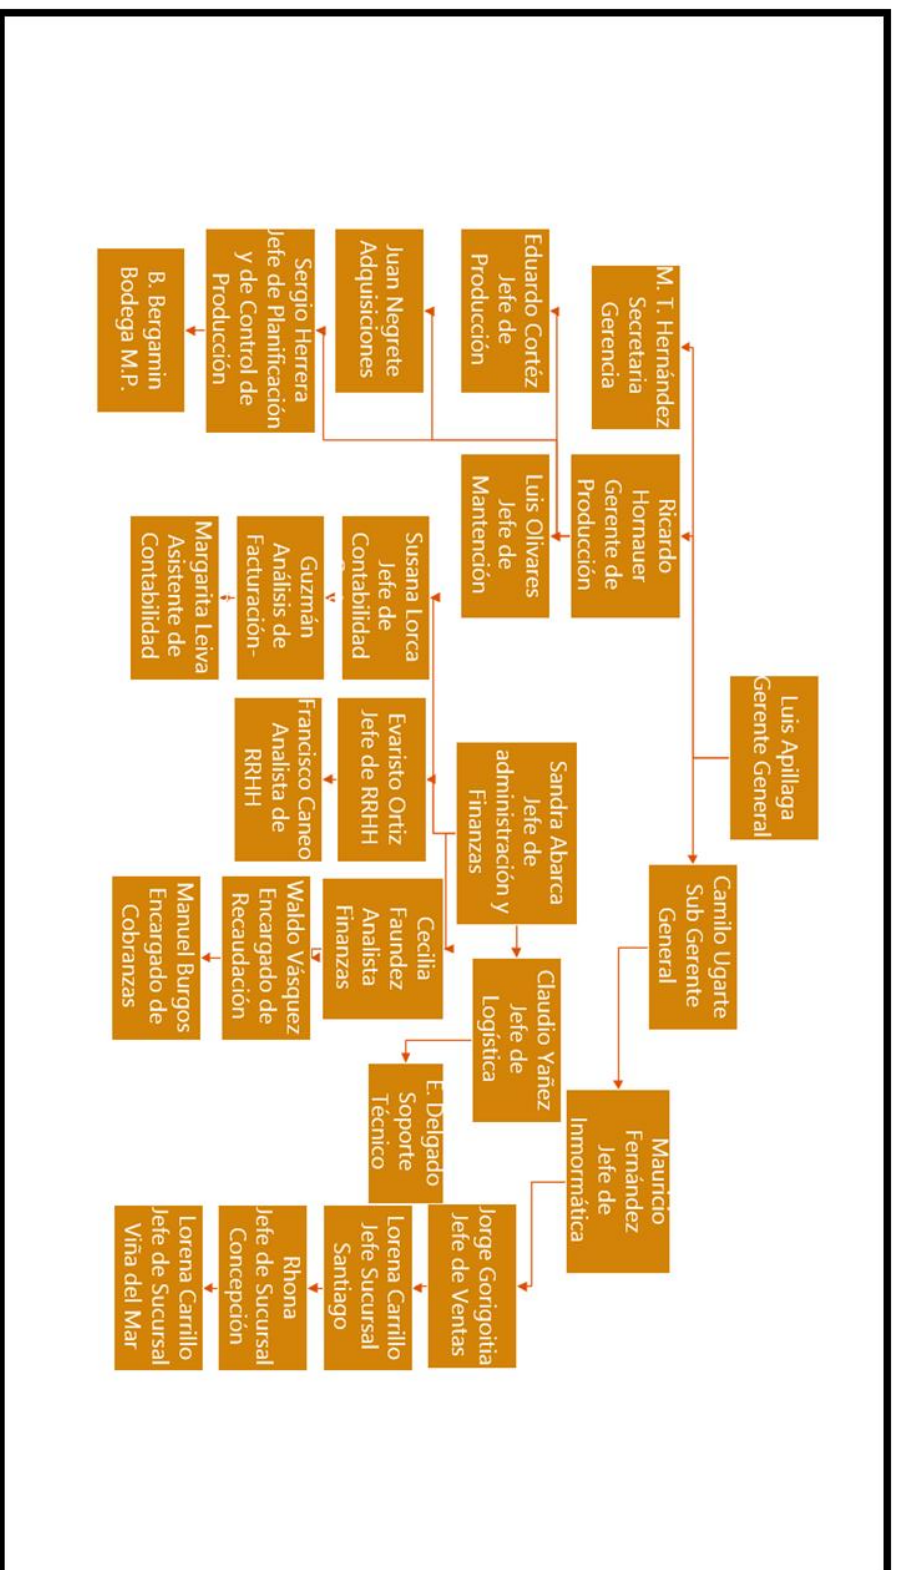 Luis Apillaga
Gerente General
M. T. Hernández
Secretaria
Gerencia
Ricardo
Hornauer
Gerente de
Producción
Camilo Ugarte
Sub Gerente
General
Eduardo Cortéz
Jefe de
Producción
Luis Olivares
Jefe de
Mantención
Juan Negrete
Adquisiciones
Sergio Herrera
Jefe de Planificación
y de Control de
Producción
B. Bergamin
Bodega M.P.
Mauricio
Fernández
Jefe de
Inmormática
Sandra Abarca
Jefe de
administración y
Finanzas
Claudio Yañez
Jefe de
Logística
Susana Lorca
Jefe de
Contabilidad
Guzmán
Análisis de
Facturación-
Margarita Leiva
Asistente de
Contabilidad
Evaristo Ortiz
Jefe de RRHH
Francisco Caneo
Analista de
RRHH
Cecilia
Faundez
Analista
Finanzas
Waldo Vásquez
Encargado de
Recaudación
Manuel Burgos
Encargado de
Cobranzas
E. Delgado
Soporte
Técnico
Jorge Gorigoitia
Jefe de Ventas
Lorena Carrillo
Jefe Sucursal
Santiago
Rhona
Jefe de Sucursal
Concepción
Lorena Carrillo
Jefe de Sucursal
Viña del Mar